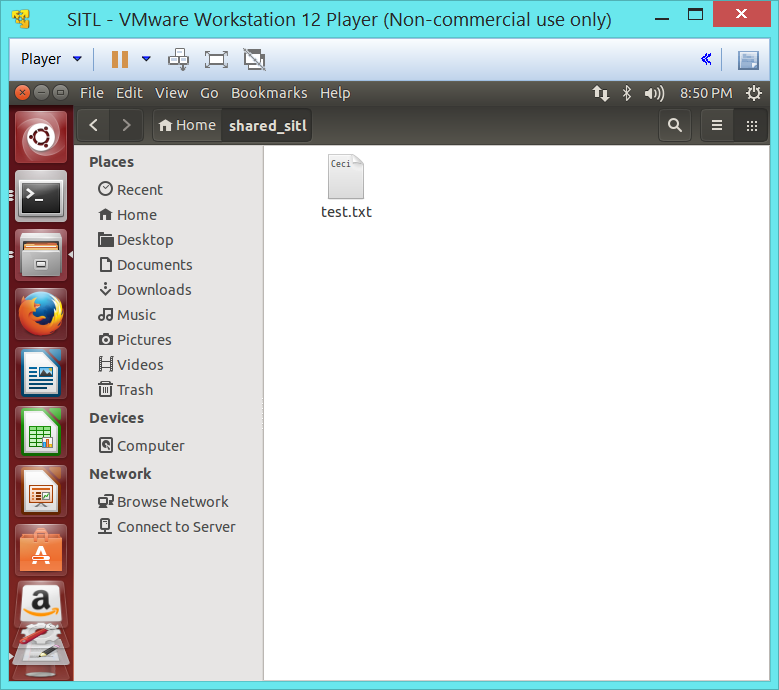 SITL - VMware Workstation 12 Player (Non-commercial use only)
Player
File Edit View Go Bookmarks Help 8:50 PM
Home shared_sitl
Places
Recent
Home
Desktop
Documents
Downloads
Music
Pictures
Videos
Trash
Devices
Computer
Network
Browse Network
Connect to Server
Ceci
test.txt
>_
A
a